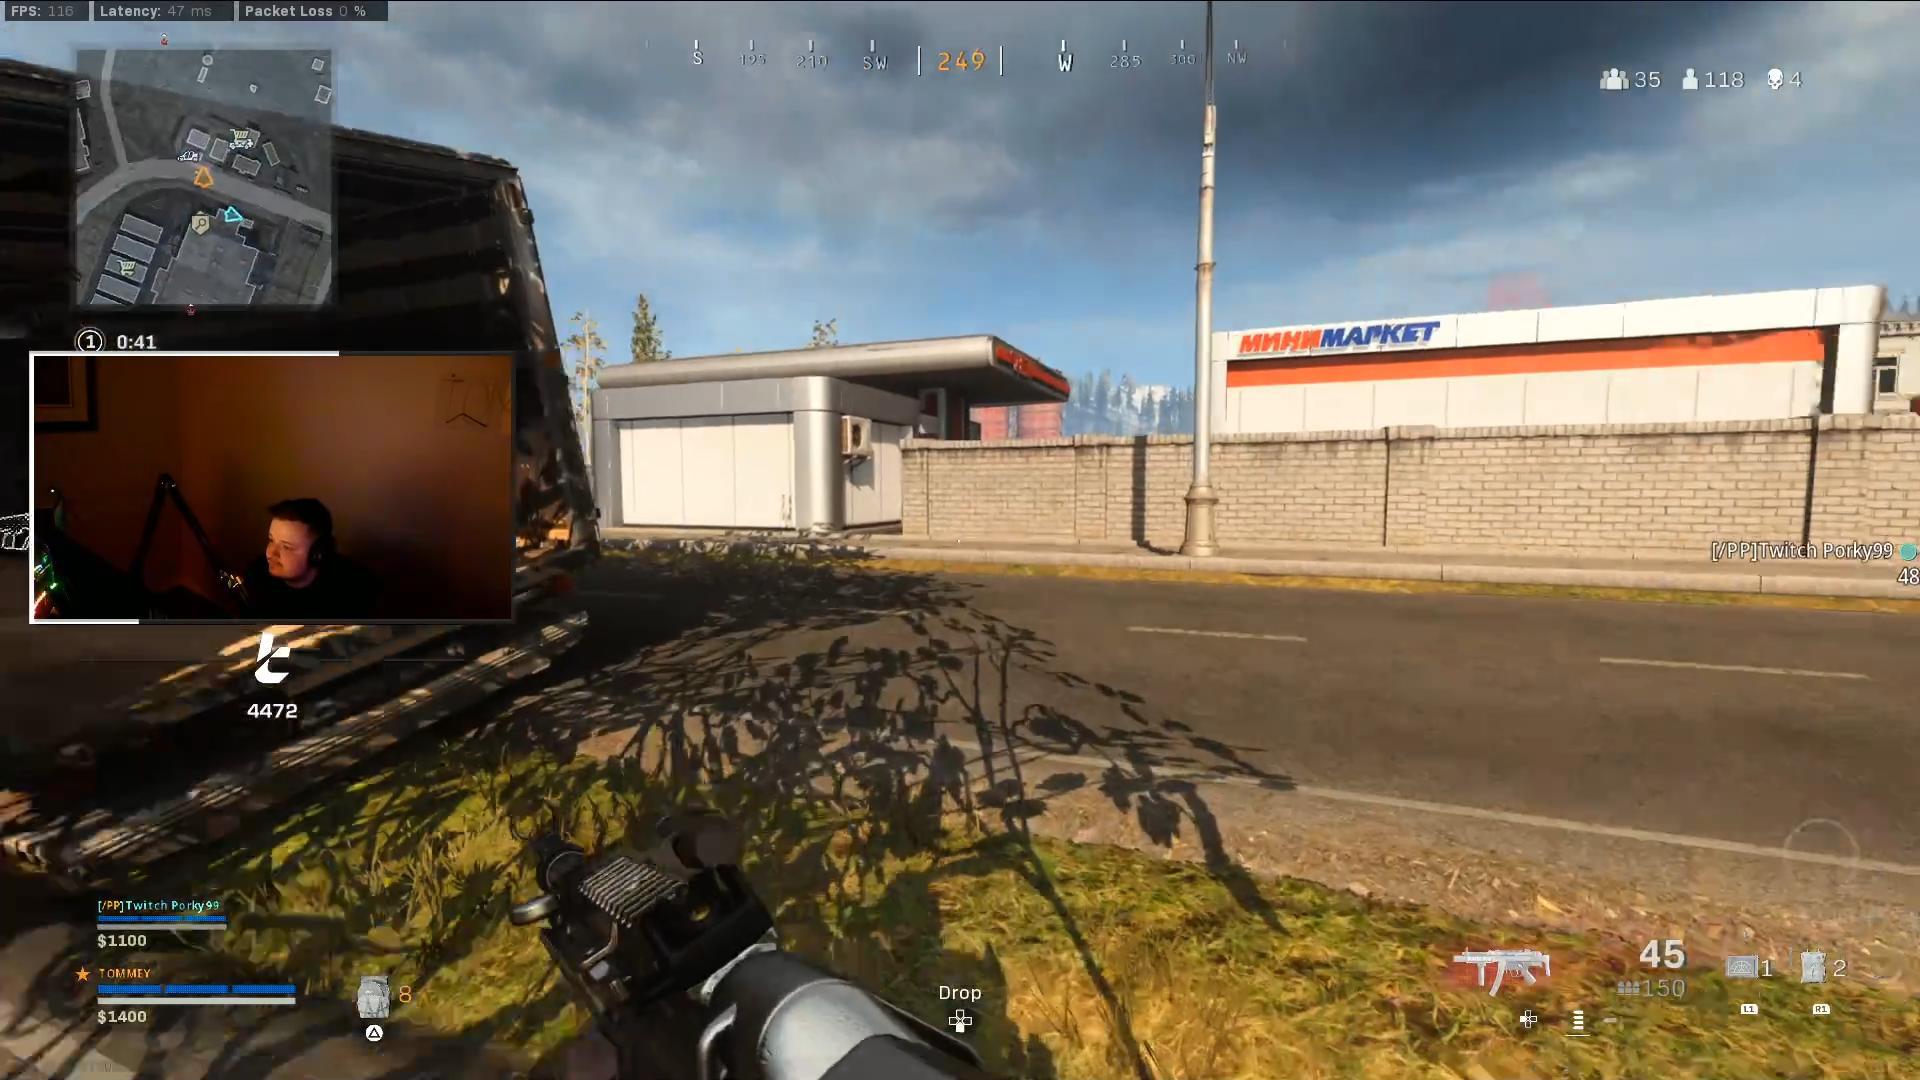 FPS: 116 Latency: 47 ms Packet Loss 0 %
S 195 210 SW 249 W 285 300 NW
35 118 4
1 0:41
МИНИМАРКЕТ
[/PP]Twitch Porky99
48
4472
[/PP]Twitch Porky99
$1100
TOMMEY
$1400
8
Drop
45
150
1 2
L1 R1